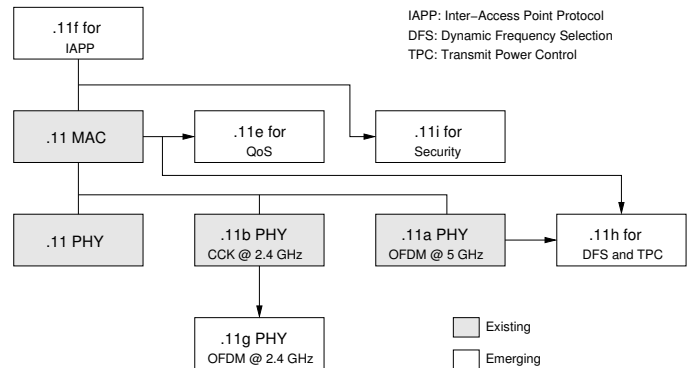 .11f for
IAPP
IAPP: Inter−Access Point Protocol
DFS: Dynamic Frequency Selection
TPC: Transmit Power Control
.11 MAC
.11e for
QoS
.11i for
Security
.11 PHY
.11b PHY
CCK @ 2.4 GHz
.11a PHY
OFDM @ 5 GHz
.11h for
DFS and TPC
.11g PHY
OFDM @ 2.4 GHz
Existing
Emerging